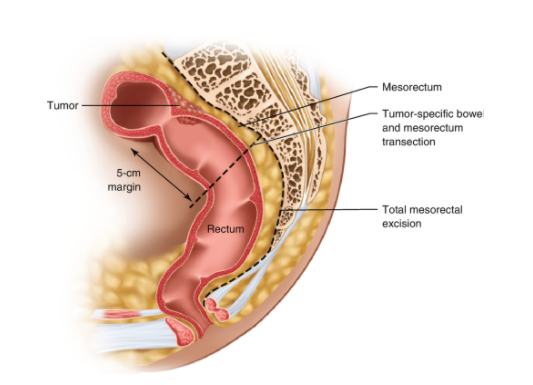 Mesorectum
Tumor
Tumor-specific bowel
and mesorectum
transection
5-cm
margin
Total mesorectal
excision
Rectum